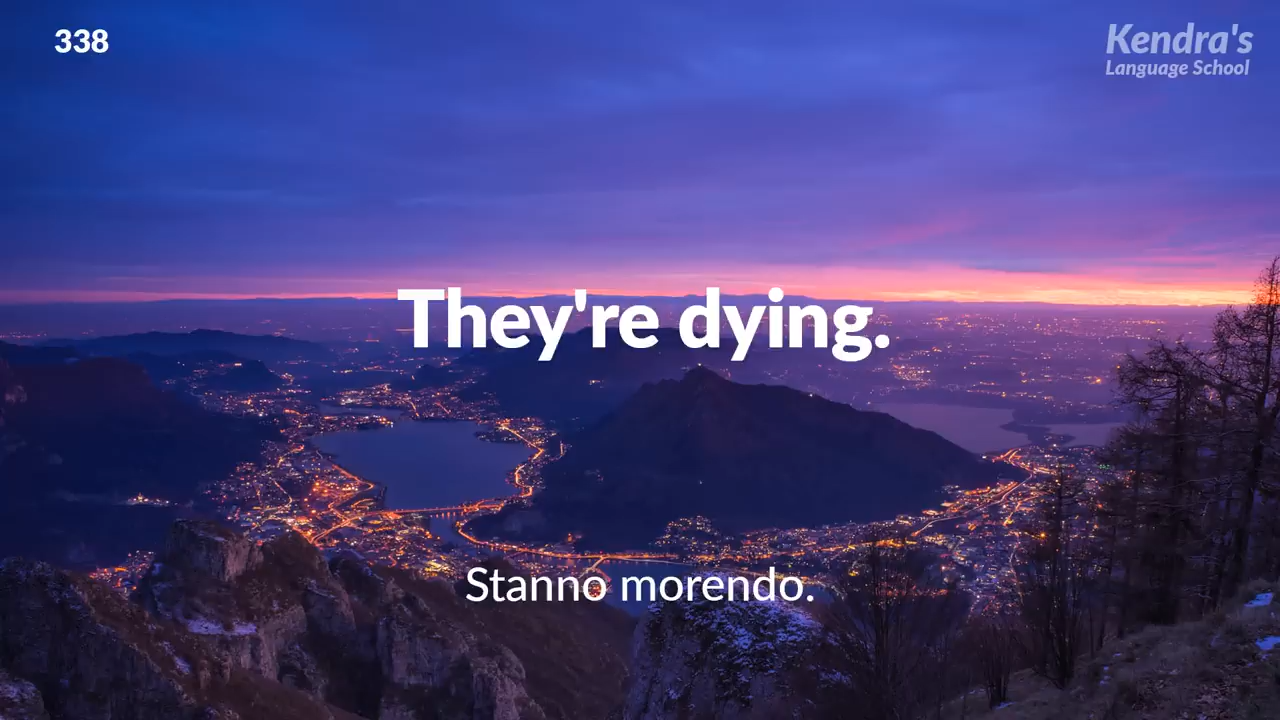 338
Kendra's
Language School
They're dying.
Stanno morendo.